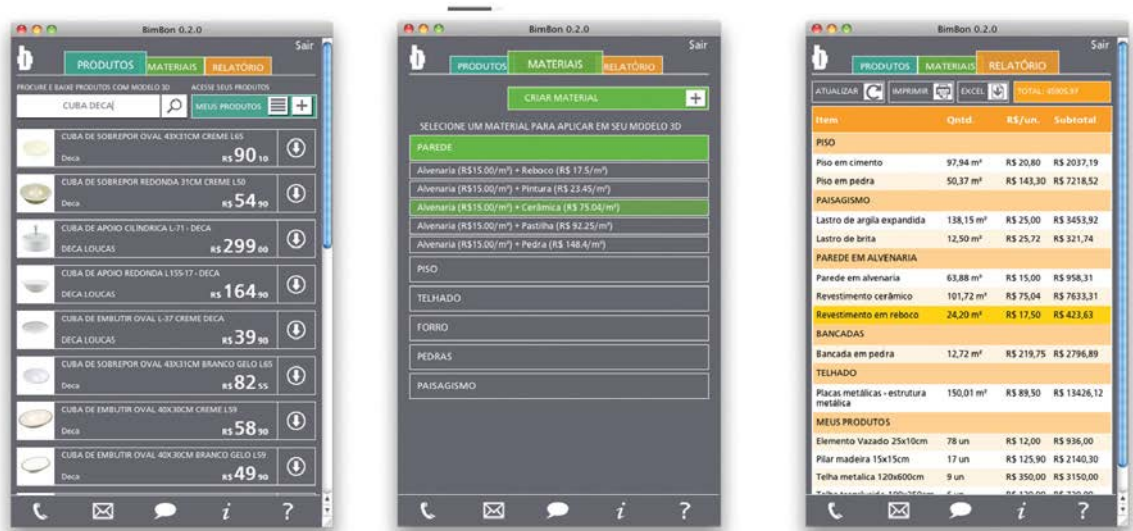 BimBon 0.2.0
Sair
b
PRODUTOS MATERIAIS RELATÓRIO
PROCURE E BAIXE PRODUTOS COM MODELO 3D ACESSE SEUS PRODUTOS
CUBA DECA MEUS PRODUTOS
CUBA DE SOBREPOR OVAL 43X31CM CREME L65
Deca R$ 90 10
CUBA DE SOBREPOR REDONDA 31CM CREME L50
Deca R$ 54 90
CUBA DE APOIO CILÍNDRICA L-71 - DECA
DECA LOUCAS R$ 299 00
CUBA DE APOIO REDONDA L155-17 - DECA
DECA LOUCAS R$ 164 90
CUBA DE EMBUTIR OVAL L-37 CREME DECA
DECA LOUCAS R$ 39 90
CUBA DE SOBREPOR OVAL 43X31CM BRANCO GELO L65
Deca R$ 82 55
CUBA DE EMBUTIR OVAL 40X30CM CREME L59
Deca R$ 58 90
CUBA DE EMBUTIR OVAL 40X30CM BRANCO GELO L59
Deca R$ 49 90
i ?
BimBon 0.2.0
Sair
b
PRODUTOS MATERIAIS RELATÓRIO
CRIAR MATERIAL
SELECIONE UM MATERIAL PARA APLICAR EM SEU MODELO 3D
PAREDE
Alvenaria (R$15.00/m²) + Reboco (R$ 17.5/m²)
Alvenaria (R$15.00/m²) + Pintura (R$ 23.45/m²)
Alvenaria (R$15.00/m²) + Cerâmica (R$ 75.04/m²)
Alvenaria (R$15.00/m²) + Pastilha (R$ 92.25/m²)
Alvenaria (R$15.00/m²) + Pedra (R$ 148.4/m²)
PISO
TELHADO
FORRO
PEDRAS
PAISAGISMO
i ?
BimBon 0.2.0
Sair
b
PRODUTOS MATERIAIS RELATÓRIO
ATUALIZAR IMPRIMIR EXCEL TOTAL:
Item Qntd. R$/un. Subtotal
PISO
Piso em cimento 97,94 m² R$ 20,80 R$ 2037,19
Piso em pedra 50,37 m² R$ 143,30 R$ 7218,52
PAISAGISMO
Lastro de argila expandida 138,15 m² R$ 25,00 R$ 3453,92
Lastro de brita 12,50 m² R$ 25,72 R$ 321,74
PAREDE EM ALVENARIA
Parede em alvenaria 63,88 m² R$ 15,00 R$ 958,31
Revestimento cerâmico 101,72 m² R$ 75,04 R$ 7633,31
Revestimento em reboco 24,20 m² R$ 17,50 R$ 423,63
BANCADAS
Bancada em pedra 12,72 m² R$ 219,75 R$ 2796,89
TELHADO
Placas metálicas - estrutura metálica 150,01 m² R$ 89,50 R$ 13426,12
MEUS PRODUTOS
Elemento Vazado 25x10cm 78 un R$ 12,00 R$ 936,00
Pilar madeira 15x15cm 17 un R$ 125,90 R$ 2140,30
Telha metalica 120x600cm 9 un R$ 350,00 R$ 3150,00
i ?